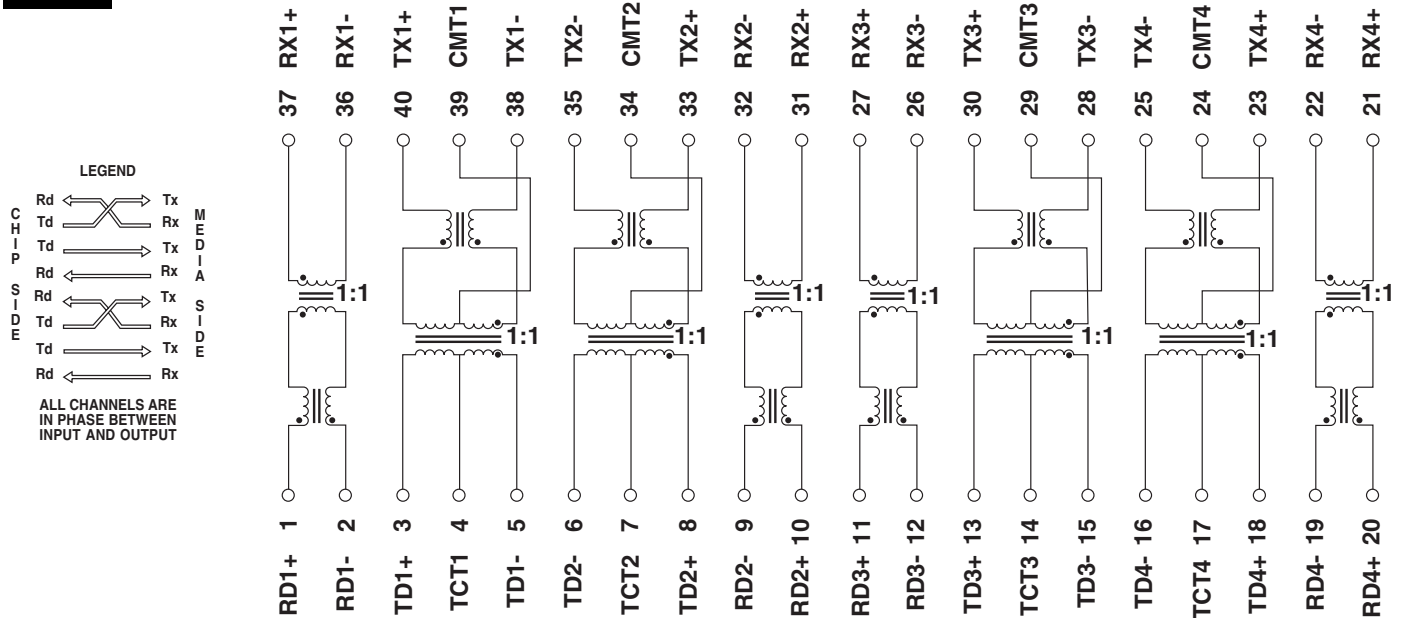 RX1+ RX1- TX1+ CMT1 TX1- TX2- CMT2 TX2+ RX2- RX2+ RX3+ RX3- TX3+ CMT3 TX3- TX4- CMT4 TX4+ RX4- RX4+
37 36 40 39 38 35 34 33 32 31 27 26 30 29 28 25 24 23 22 21
LEGEND
CHIP SIDE
MEDIA SIDE
Rd Tx
Td Rx
Td Tx
Rd Rx
Rd Tx
Td Rx
Td Tx
Rd Rx
ALL CHANNELS ARE
IN PHASE BETWEEN
INPUT AND OUTPUT
1:1 1:1 1:1 1:1 1:1 1:1 1:1 1:1
1 2 3 4 5 6 7 8 9 10 11 12 13 14 15 16 17 18 19 20
RD1+ RD1- TD1+ TCT1 TD1- TD2- TCT2 TD2+ RD2- RD2+ RD3+ RD3- TD3+ TCT3 TD3- TD4- TCT4 TD4+ RD4- RD4+